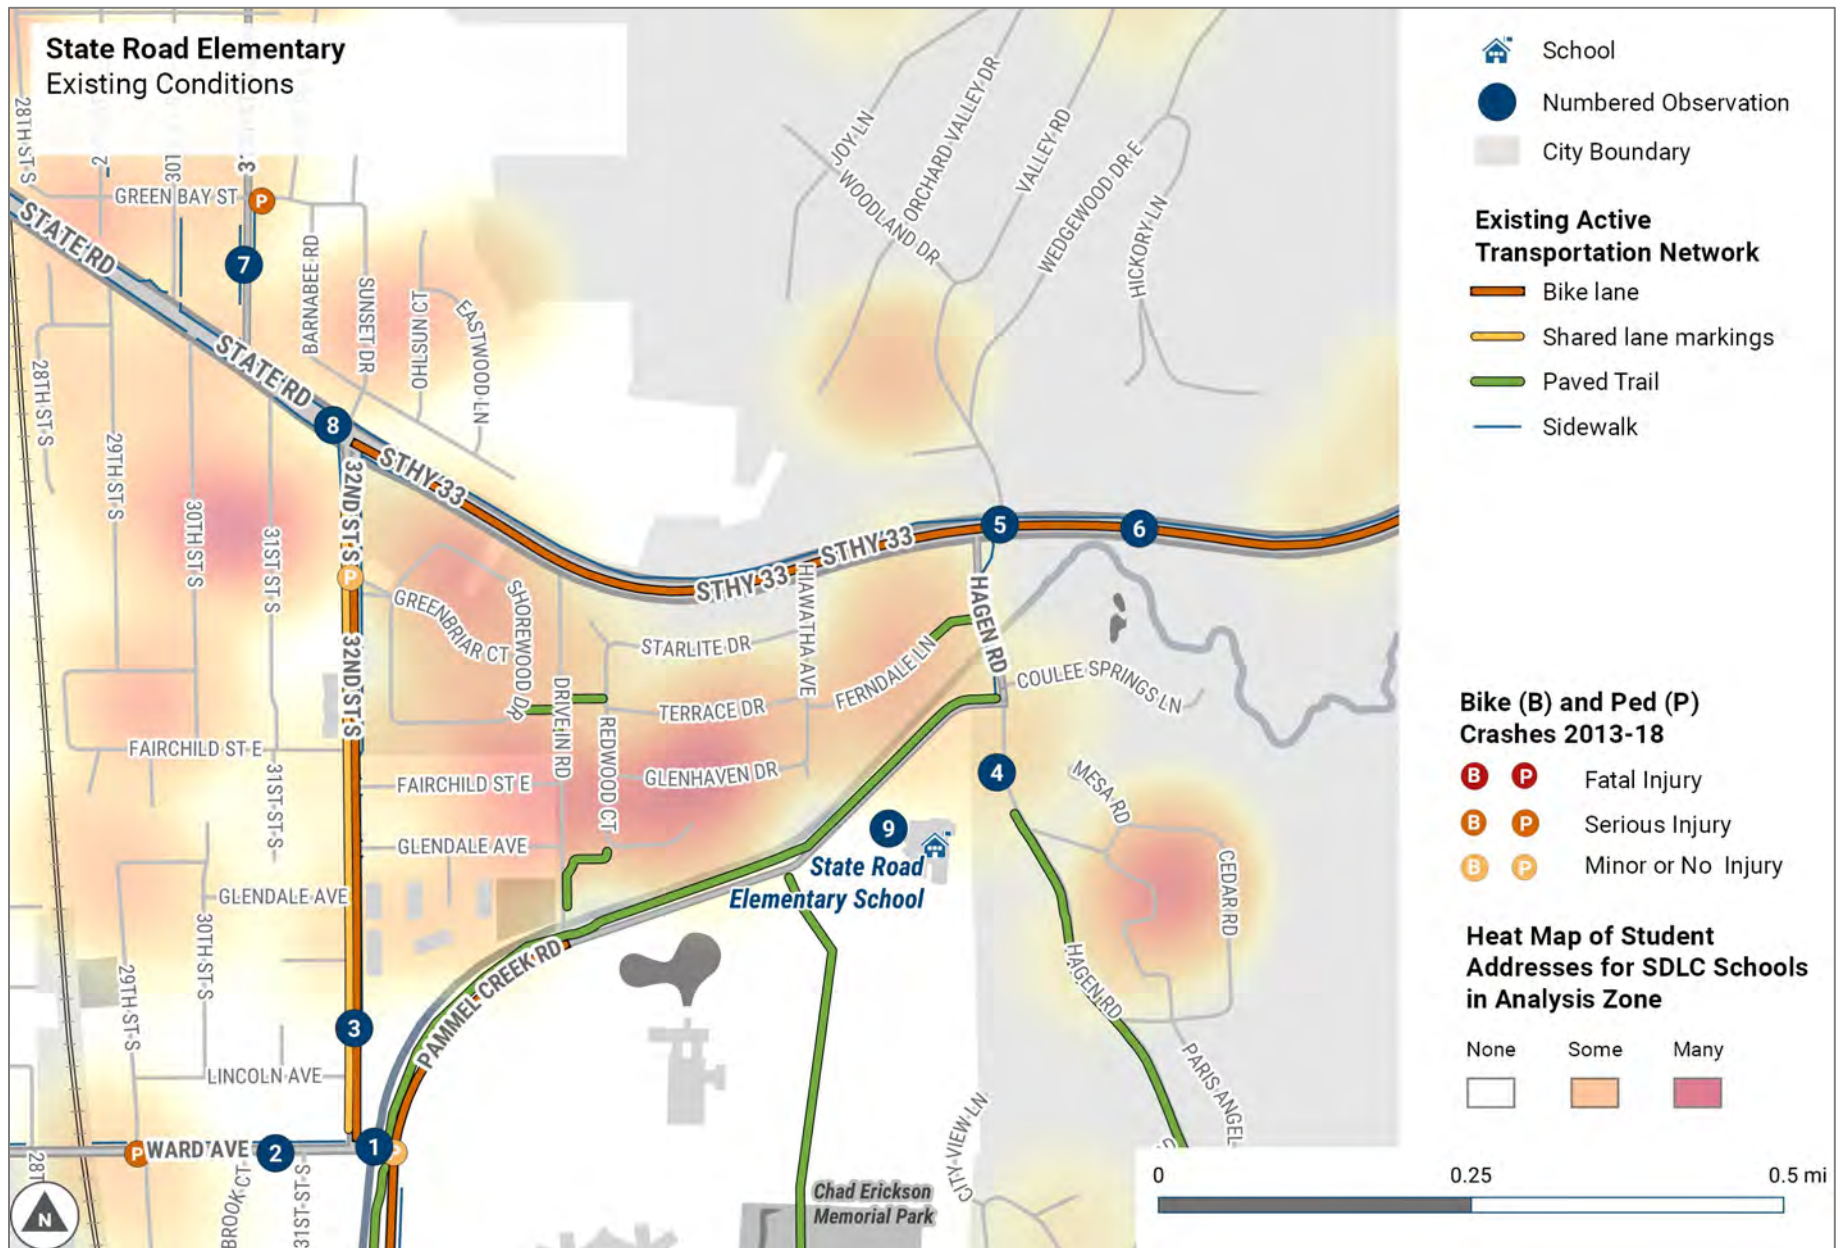 State Road Elementary
Existing Conditions
School
Numbered Observation
City Boundary
Existing Active
Transportation Network
Bike lane
Shared lane markings
Paved Trail
Sidewalk
Bike (B) and Ped (P)
Crashes 2013-18
B P Fatal Injury
B P Serious Injury
B P Minor or No Injury
Heat Map of Student
Addresses for SDLC Schools
in Analysis Zone
None Some Many
0 0.25 0.5 mi
28TH ST S
GREEN BAY ST
P
STATE RD
7
BARNABEE RD
SUNSET DR
OHLSUN CT
EASTWOOD LN
STATE RD
28TH ST S
8
29TH ST S
30TH ST S
31ST ST S
32ND ST S
STHY 33
P
JOY LN
WOODLAND DR
ORCHARD VALLEY DR
VALLEY RD
WEDGEWOOD DR E
HICKORY LN
5
6
STHY 33
STHY 33
HAGEN RD
HIAWATHA AVE
GREENBRIAR CT
SHOREWOOD DR
STARLITE DR
FERNDALE LN
COULEE SPRINGS LN
32ND ST S
DRIVE IN RD
REDWOOD CT
TERRACE DR
FAIRCHILD ST E
FAIRCHILD ST E
GLENHAVEN DR
4
MESA RD
31ST ST S
GLENDALE AVE
9
State Road
Elementary School
CEDAR RD
GLENDALE AVE
30TH ST S
29TH ST S
PAMMEL CREEK RD
HAGEN RD
3
LINCOLN AVE
PARIS ANGEL
CITY VIEW LN
P
WARD AVE
2
1
P
BROOK CT
31ST ST S
Chad Erickson
Memorial Park
N